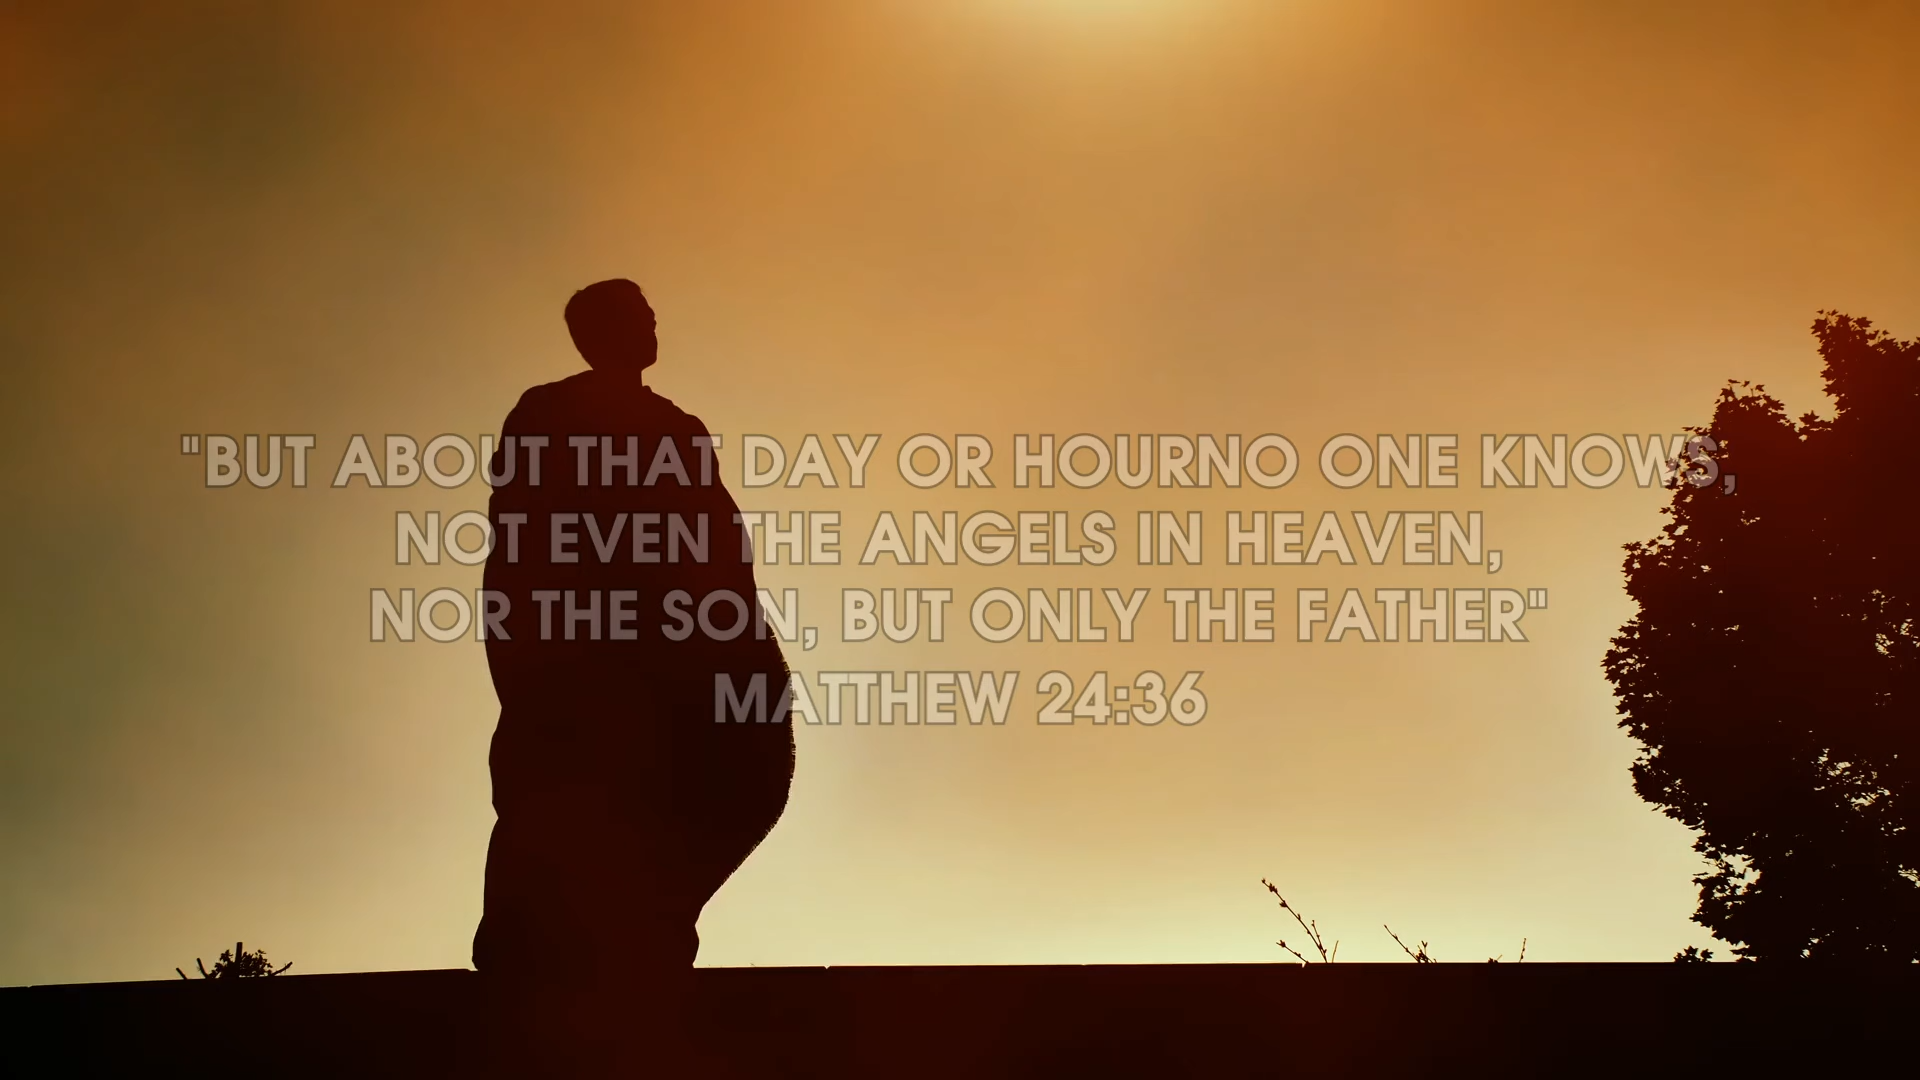 "BUT ABOUT THAT DAY OR HOURNO ONE KNOWS,
NOT EVEN THE ANGELS IN HEAVEN,
NOR THE SON, BUT ONLY THE FATHER"
MATTHEW 24:36